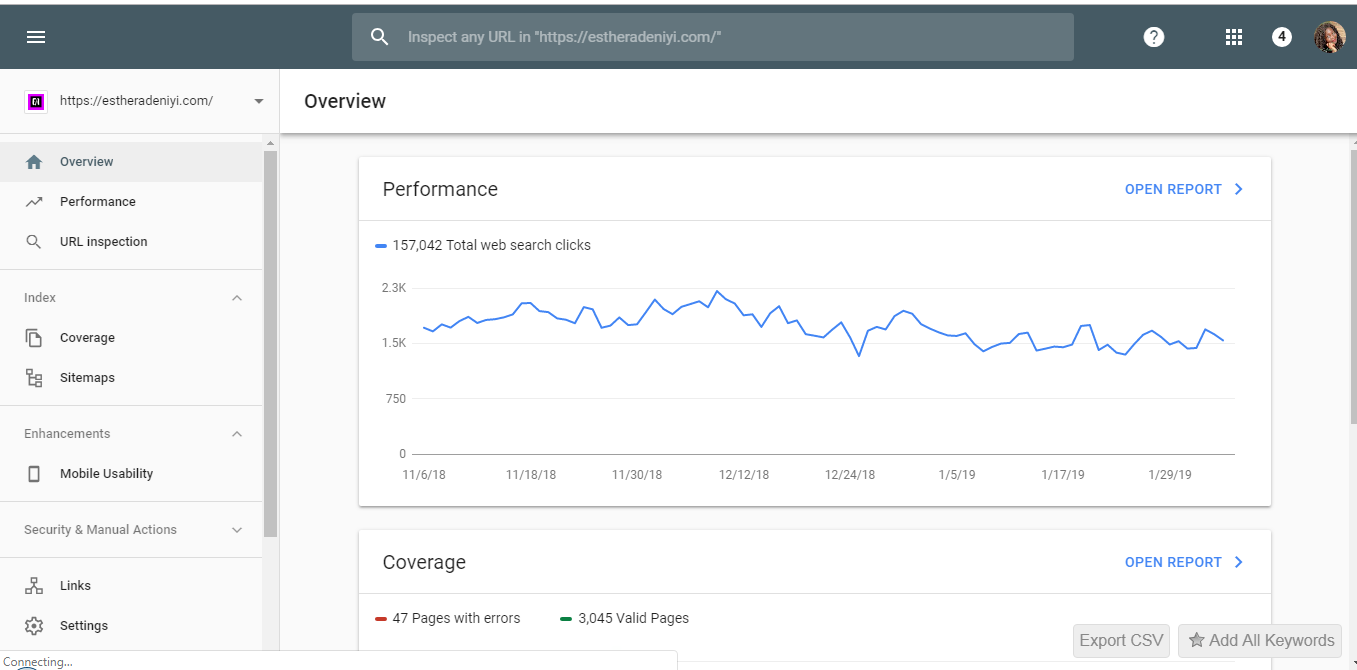 Inspect any URL in "https://estheradeniyi.com/"
?
4
https://estheradeniyi.com/
Overview
Overview
Performance
URL inspection
Index
Coverage
Sitemaps
Enhancements
Mobile Usability
Security & Manual Actions
Links
Settings
Connecting...
Performance
OPEN REPORT
157,042 Total web search clicks
2.3K
1.5K
750
0
11/6/18 11/18/18 11/30/18 12/12/18 12/24/18 1/5/19 1/17/19 1/29/19
Coverage
OPEN REPORT
47 Pages with errors 3,045 Valid Pages
Export CSV Add All Keywords